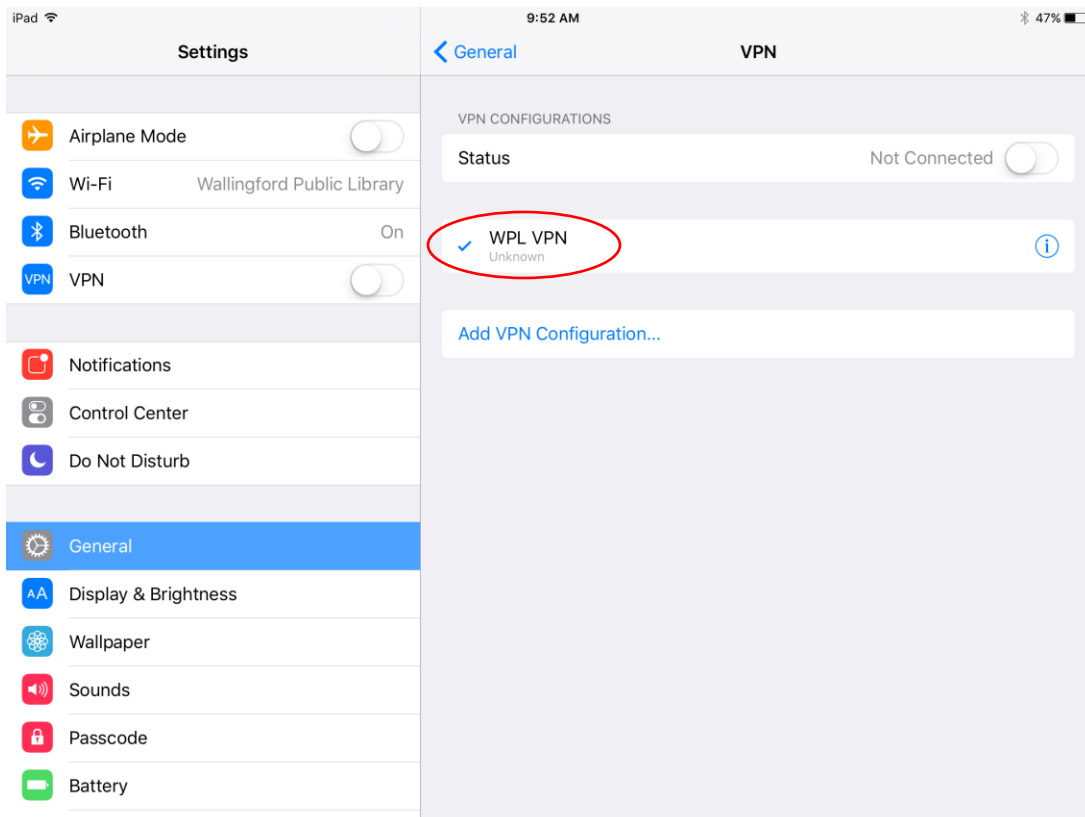 iPad 9:52 AM 47%
Settings
General VPN
Airplane Mode
Wi-Fi Wallingford Public Library
Bluetooth On
VPN VPN
Notifications
Control Center
Do Not Disturb
General
AA Display & Brightness
Wallpaper
Sounds
Passcode
Battery
VPN CONFIGURATIONS
Status Not Connected
WPL VPN
Unknown
Add VPN Configuration...